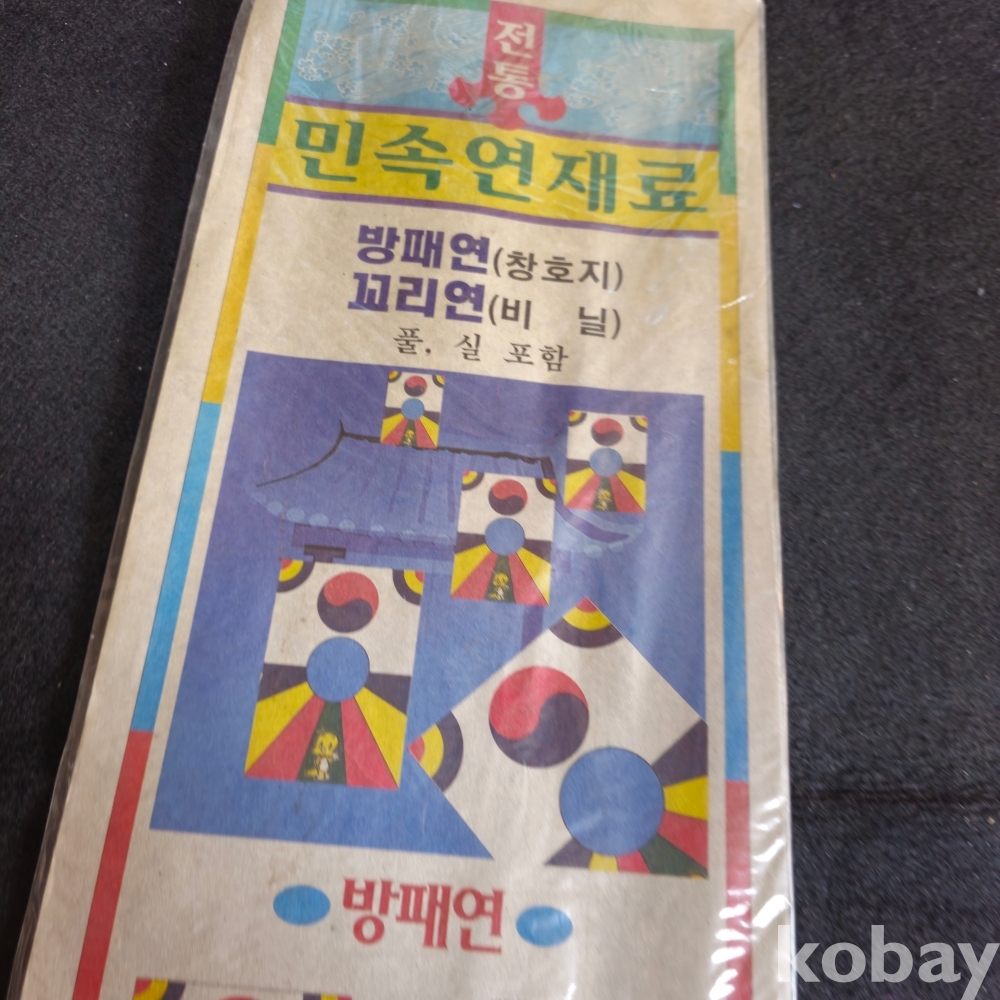 전통
민속연재료
방패연(창호지)
꼬리연(비 닐)
풀, 실 포함
방패연
kobay